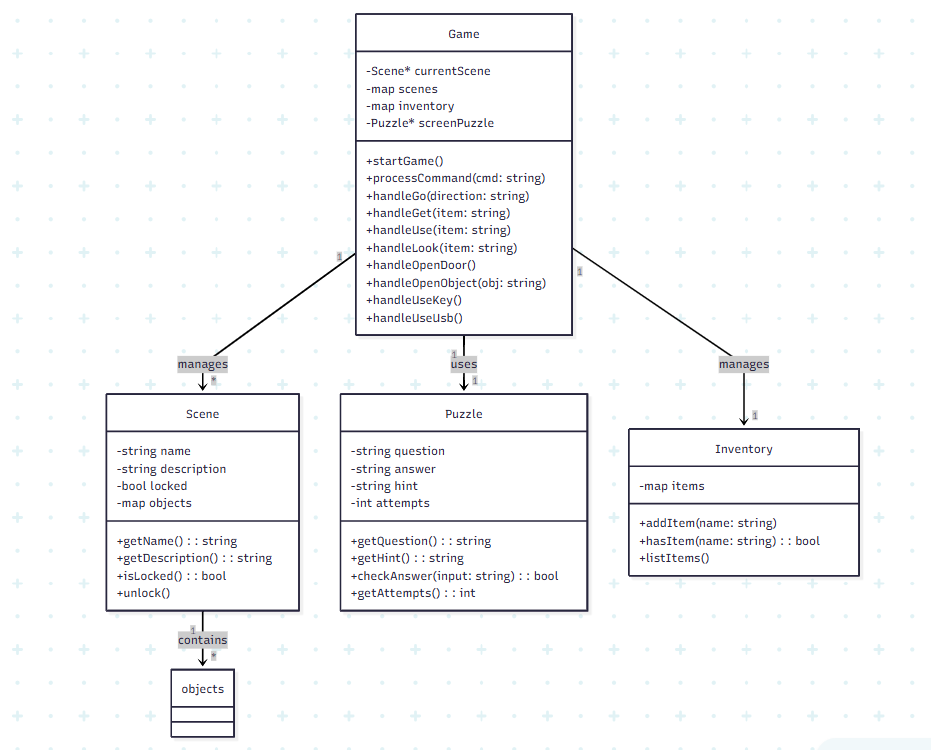 Game
-Scene* currentScene
-map scenes
-map inventory
-Puzzle* screenPuzzle
+startGame()
+processCommand(cmd: string)
+handleGo(direction: string)
+handleGet(item: string)
+handleUse(item: string)
+handleLook(item: string)
+handleOpenDoor()
+handleOpenObject(obj: string)
+handleUseKey()
+handleUseUsb()
1
1
1
manages
uses
manages
*
1
1
Scene
-string name
-string description
-bool locked
-map objects
+getName() : : string
+getDescription() : : string
+isLocked() : : bool
+unlock()
Puzzle
-string question
-string answer
-string hint
-int attempts
+getQuestion() : : string
+getHint() : : string
+checkAnswer(input: string) : : bool
+getAttempts() : : int
Inventory
-map items
+addItem(name: string)
+hasItem(name: string) : : bool
+listItems()
1
contains
*
objects